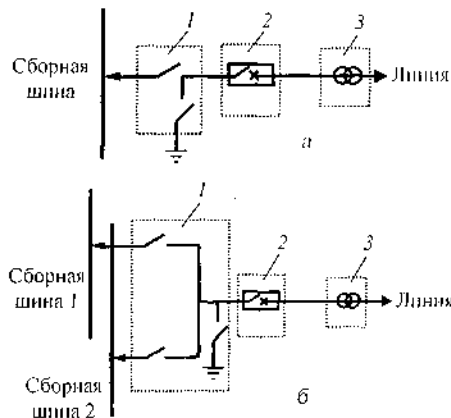 1
2
3
Сборная
шина
Линия
а
1
2
3
Сборная
шина 1
Линия
Сборная
шина 2
б